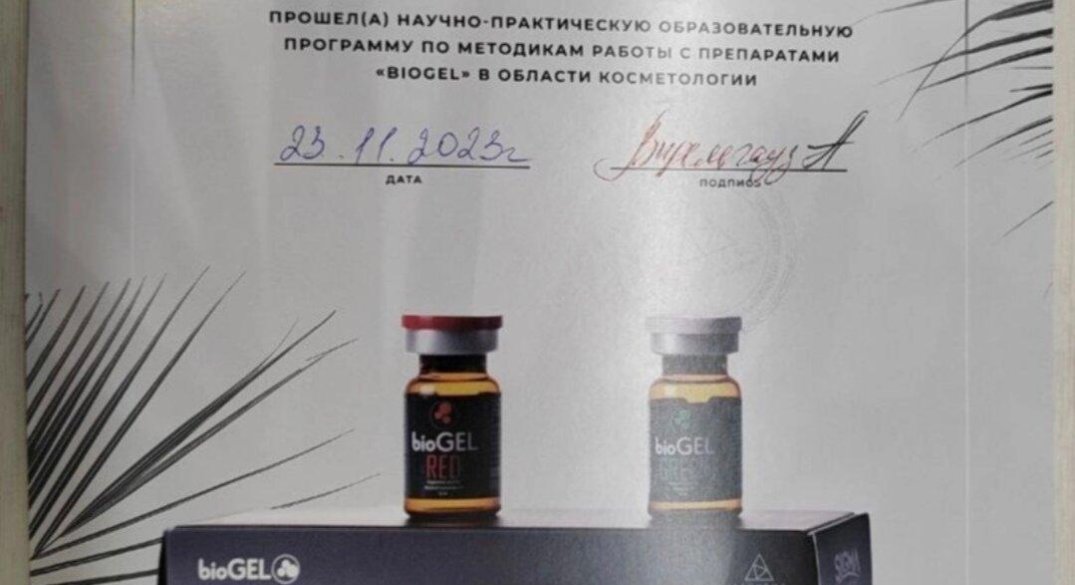 ПРОШЕЛ(А) НАУЧНО-ПРАКТИЧЕСКУЮ ОБРАЗОВАТЕЛЬНУЮ
ПРОГРАММУ ПО МЕТОДИКАМ РАБОТЫ С ПРЕПАРАТАМИ
«BIOGEL» В ОБЛАСТИ КОСМЕТОЛОГИИ
23.11.2023г
ДАТА
ПОДПИСЬ
bioGEL
RED
bioGEL
bioGEL
SIGMA